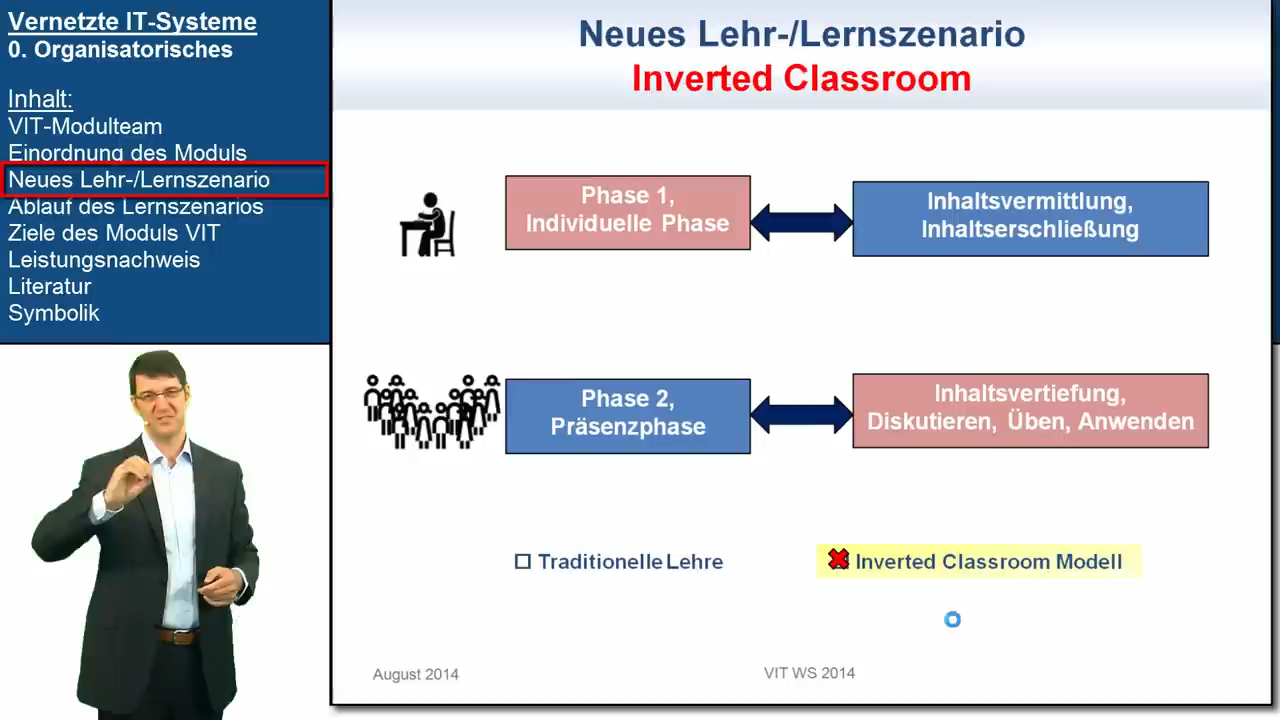 Vernetzte IT-Systeme
0. Organisatorisches
Inhalt:
VIT-Modulteam
Einordnung des Moduls
Neues Lehr-/Lernszenario
Ablauf des Lernszenarios
Ziele des Moduls VIT
Leistungsnachweis
Literatur
Symbolik
Neues Lehr-/Lernszenario
Inverted Classroom
Phase 1,
Individuelle Phase
Inhaltsvermittlung,
Inhaltserschließung
Phase 2,
Präsenzphase
Inhaltsvertiefung,
Diskutieren, Üben, Anwenden
Traditionelle Lehre
Inverted Classroom Modell
August 2014
VIT WS 2014